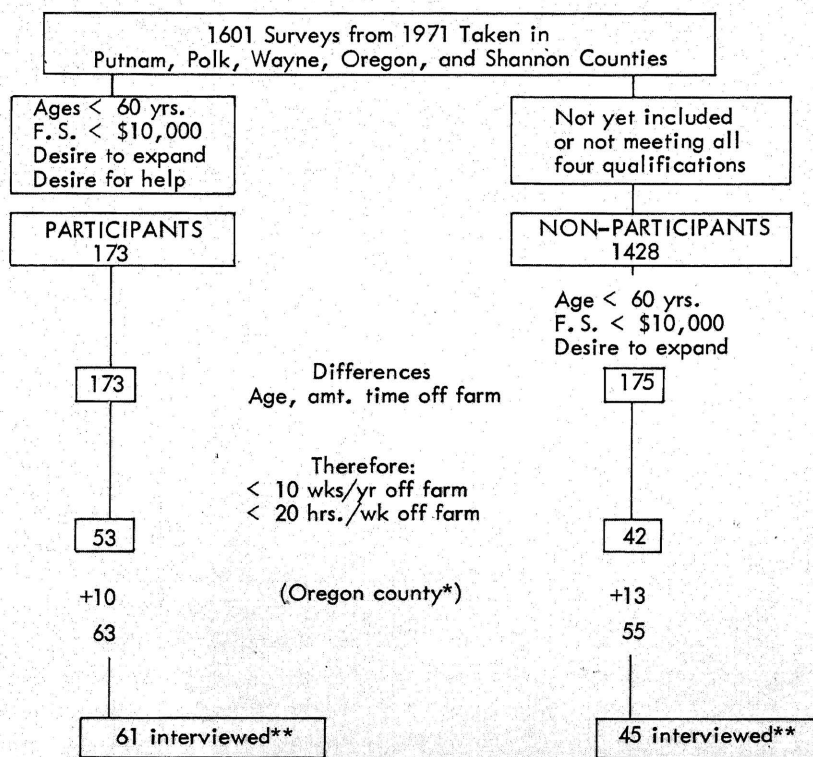 1601 Surveys from 1971 Taken in
Putnam, Polk, Wayne, Oregon, and Shannon Counties
Ages < 60 yrs.
F.S. < $10,000
Desire to expand
Desire for help
Not yet included
or not meeting all
four qualifications
PARTICIPANTS
173
NON-PARTICIPANTS
1428
Age < 60 yrs.
F.S. < $10,000
Desire to expand
173
Differences
Age, amt. time off farm
175
Therefore:
< 10 wks/yr off farm
< 20 hrs./wk off farm
53
42
+10
(Oregon county*)
+13
63
55
61 interviewed**
45 interviewed**